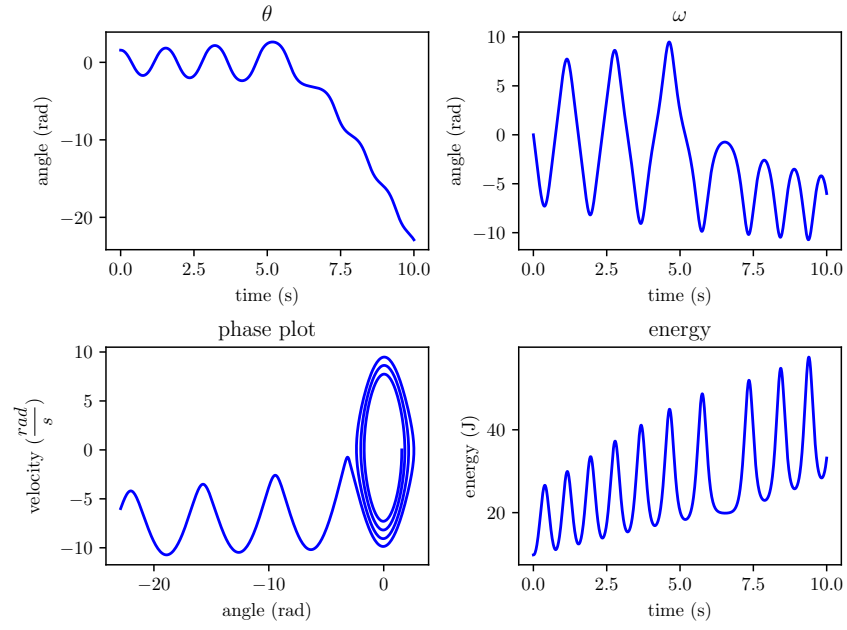 θ
0
−10
−20
angle (rad)
0.0 2.5 5.0 7.5 10.0
time (s)
ω
10
5
0
−5
−10
angle (rad)
0.0 2.5 5.0 7.5 10.0
time (s)
phase plot
10
5
0
−5
−10
velocity (rad/s)
−20 −10 0
angle (rad)
energy
40
20
energy (J)
0.0 2.5 5.0 7.5 10.0
time (s)